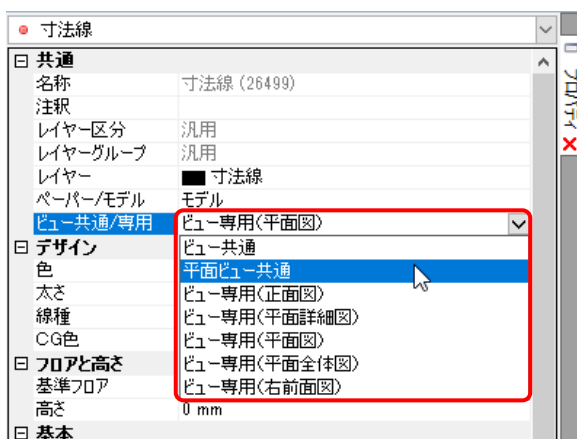 寸法線
プロパティ
共通
名称 寸法線 (26499)
注釈
レイヤー区分 汎用
レイヤーグループ 汎用
レイヤー 寸法線
ペーパー/モデル モデル
ビュー共通/専用 ビュー専用(平面図)
デザイン ビュー共通
色 平面ビュー共通
太さ ビュー専用(正面図)
線種 ビュー専用(平面詳細図)
CG色 ビュー専用(平面図)
フロアと高さ ビュー専用(平面全体図)
基準フロア ビュー専用(右前面図)
高さ 0 mm
基本